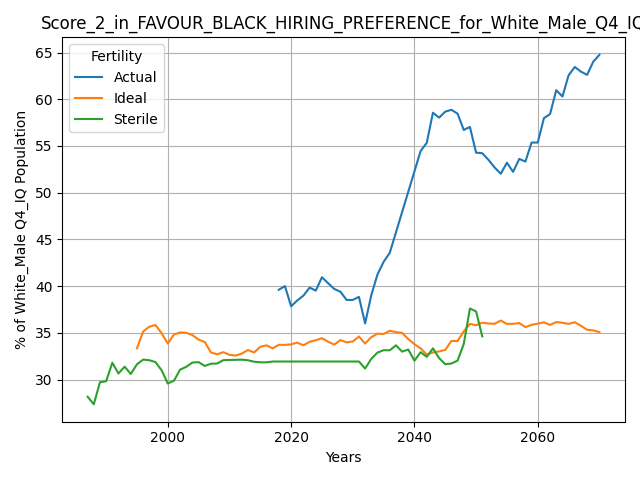 Score_2_in_FAVOUR_BLACK_HIRING_PREFERENCE_for_White_Male_Q4_IQ
Fertility
Actual
Ideal
Sterile
% of White_Male Q4_IQ Population
65
60
55
50
45
40
35
30
2000
2020
2040
2060
Years